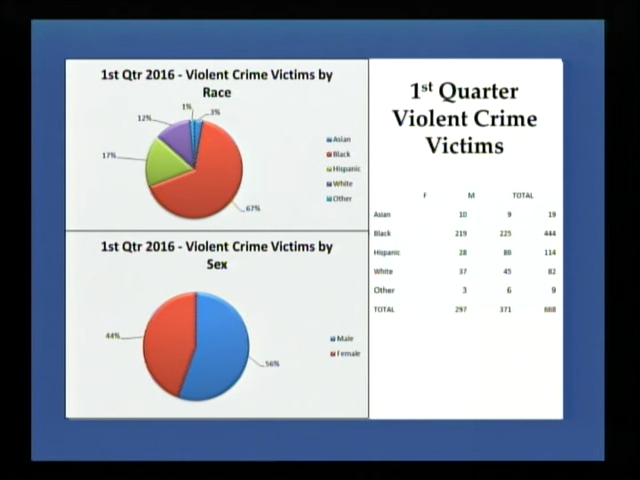 1st Qtr 2016 - Violent Crime Victims by
Race
1%
3%
12%
17%
67%
Asian
Black
Hispanic
White
Other
1st Qtr 2016 - Violent Crime Victims by
Sex
44%
56%
Male
Female
1st Quarter
Violent Crime
Victims
F M TOTAL
Asian 10 9 19
Black 219 225 444
Hispanic 28 86 114
White 37 45 82
Other 3 6 9
TOTAL 297 371 668